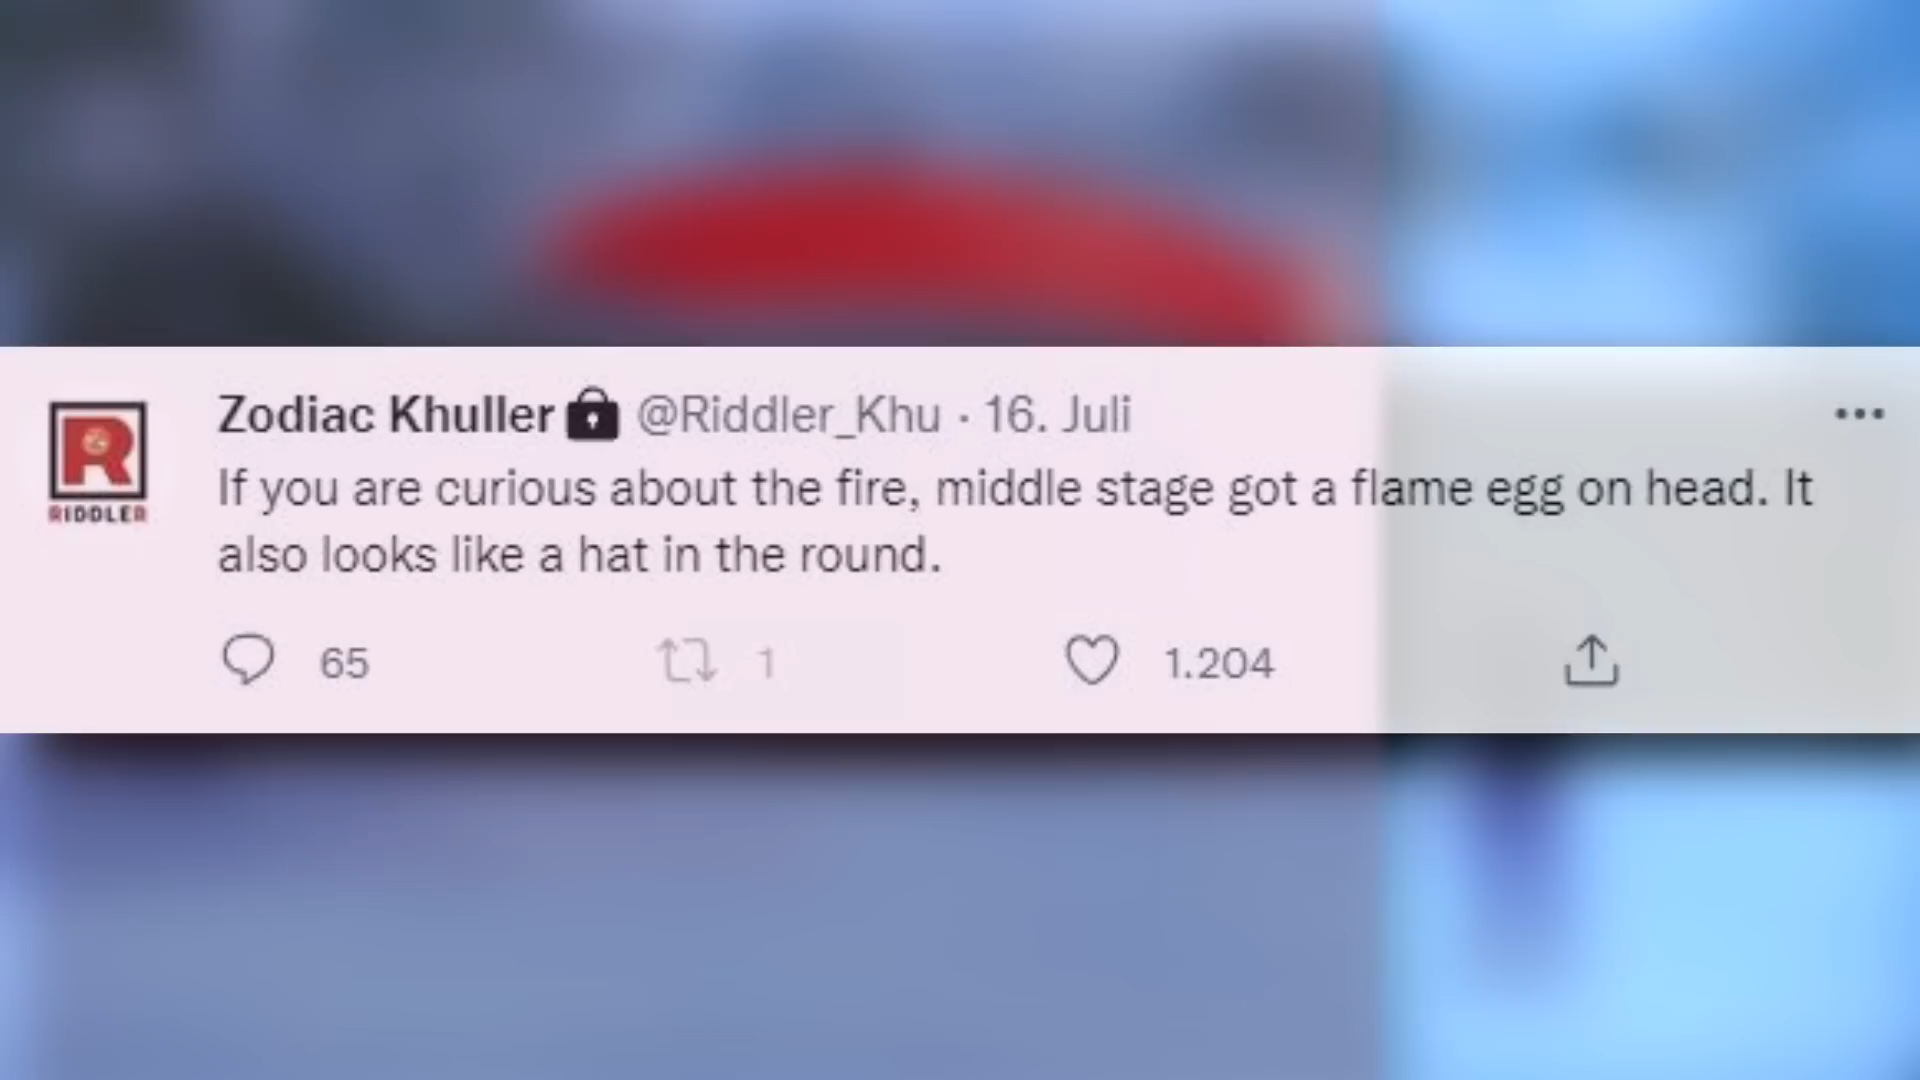 Zodiac Khuller @Riddler_Khu · 16. Juli
If you are curious about the fire, middle stage got a flame egg on head. It
also looks like a hat in the round.
RIDDLER
65 1 1.204